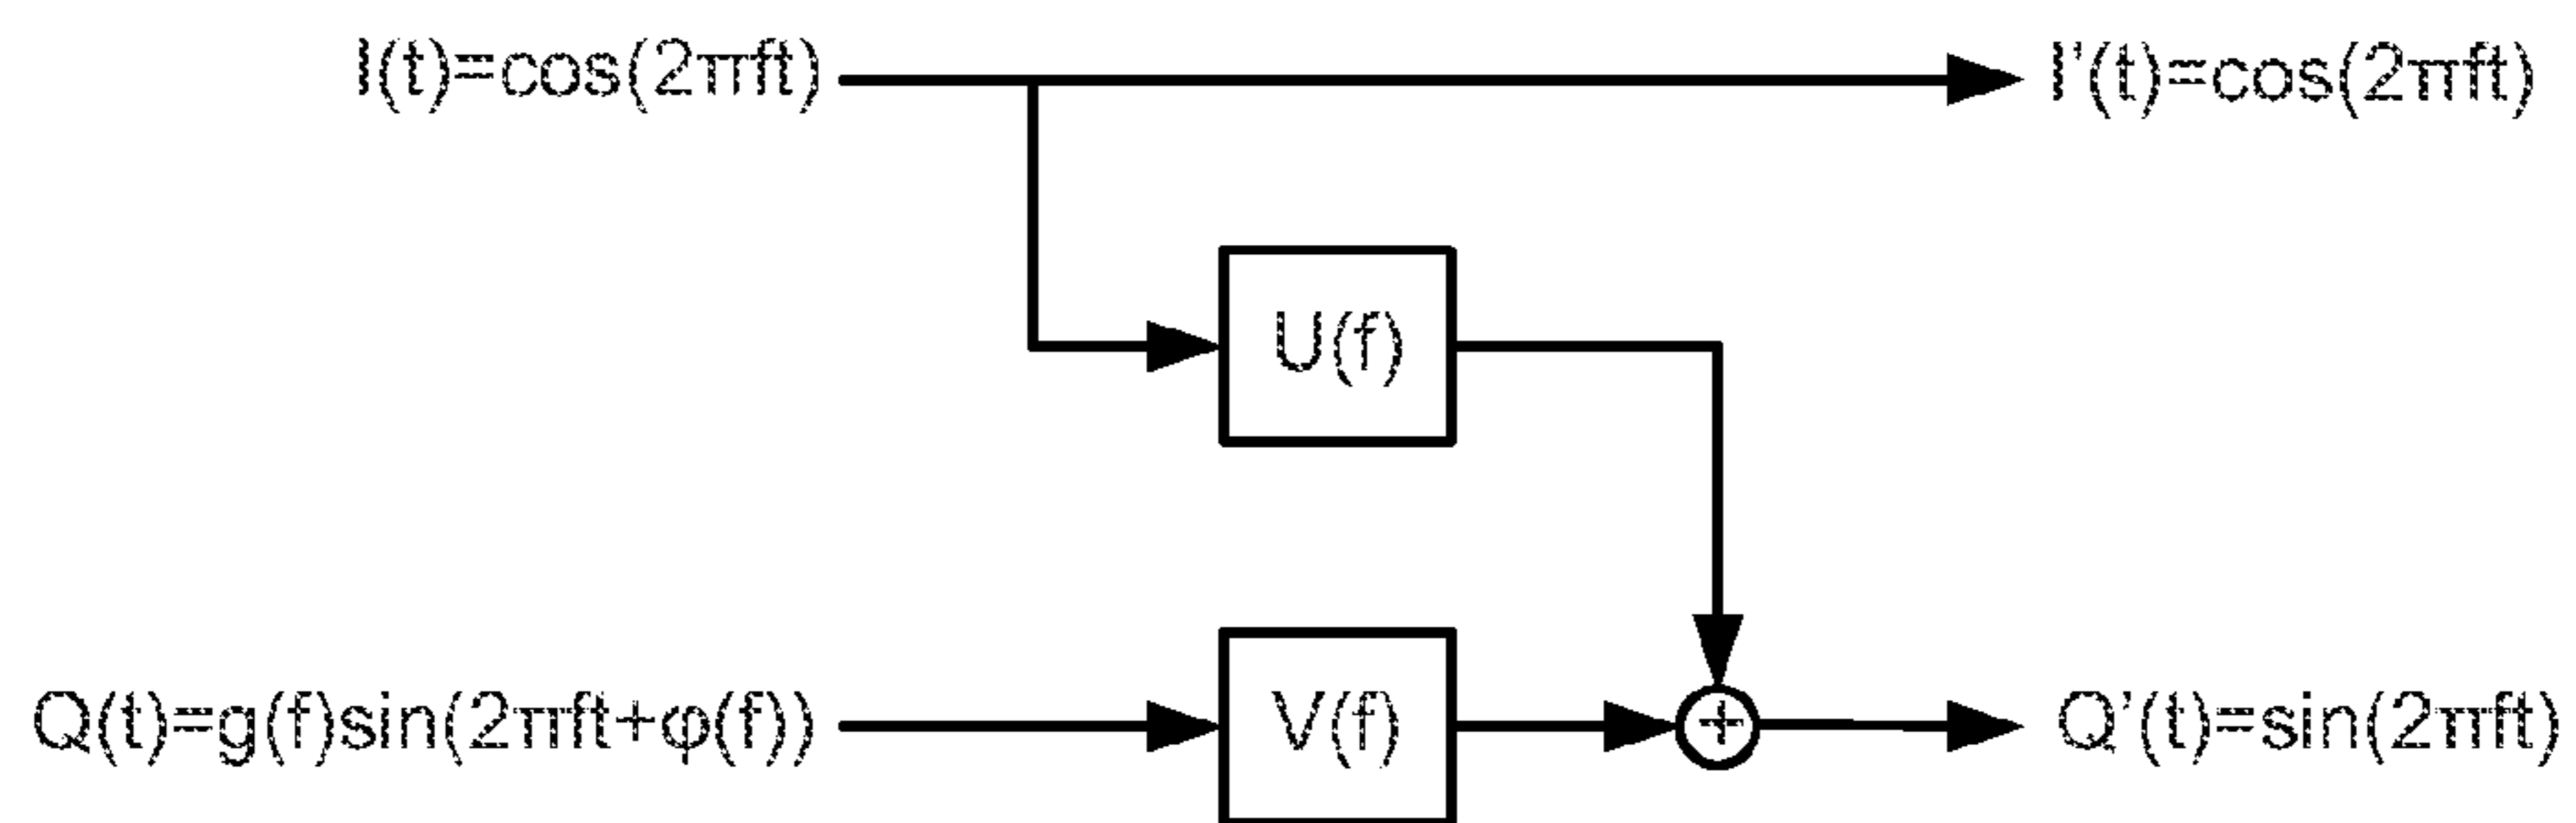 I(t)=cos(2πft)
I'(t)=cos(2πft)
U(f)
Q(t)=g(f)sin(2πft+φ(f))
V(f)
+
Q'(t)=sin(2πft)